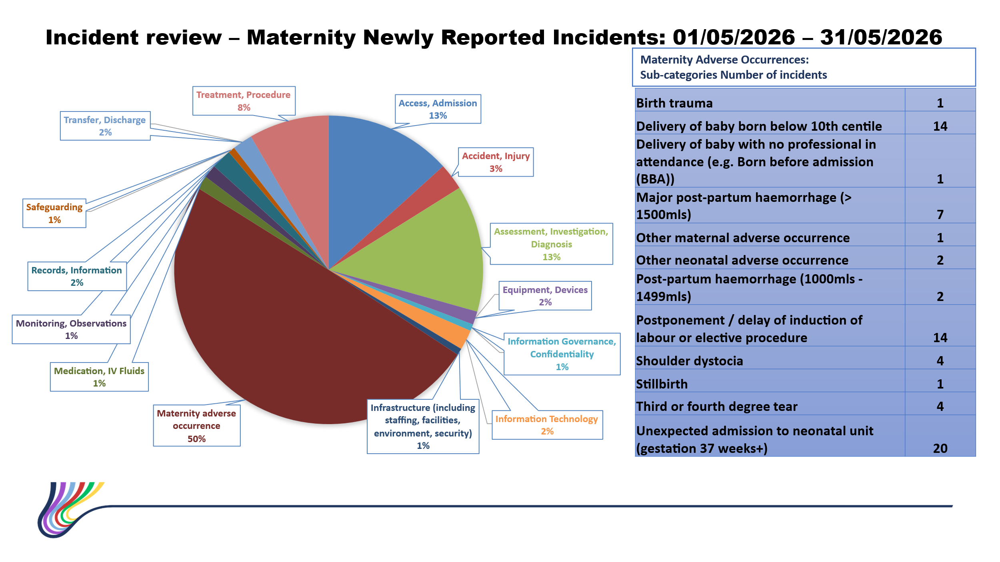 Incident review – Maternity Newly Reported Incidents: 01/05/2026 – 31/05/2026
Maternity Adverse Occurrences:
Sub-categories Number of incidents
Treatment, Procedure
8%
Access, Admission
13%
Transfer, Discharge
2%
Accident, Injury
3%
Safeguarding
1%
Assessment, Investigation,
Diagnosis
13%
Records, Information
2%
Equipment, Devices
2%
Monitoring, Observations
1%
Information Governance,
Confidentiality
1%
Medication, IV Fluids
1%
Maternity adverse
occurrence
50%
Infrastructure (including
staffing, facilities,
environment, security)
1%
Information Technology
2%
Birth trauma 1
Delivery of baby born below 10th centile 14
Delivery of baby with no professional in
attendance (e.g. Born before admission
(BBA)) 1
Major post-partum haemorrhage (>
1500mls) 7
Other maternal adverse occurrence 1
Other neonatal adverse occurrence 2
Post-partum haemorrhage (1000mls -
1499mls) 2
Postponement / delay of induction of
labour or elective procedure 14
Shoulder dystocia 4
Stillbirth 1
Third or fourth degree tear 4
Unexpected admission to neonatal unit
(gestation 37 weeks+) 20